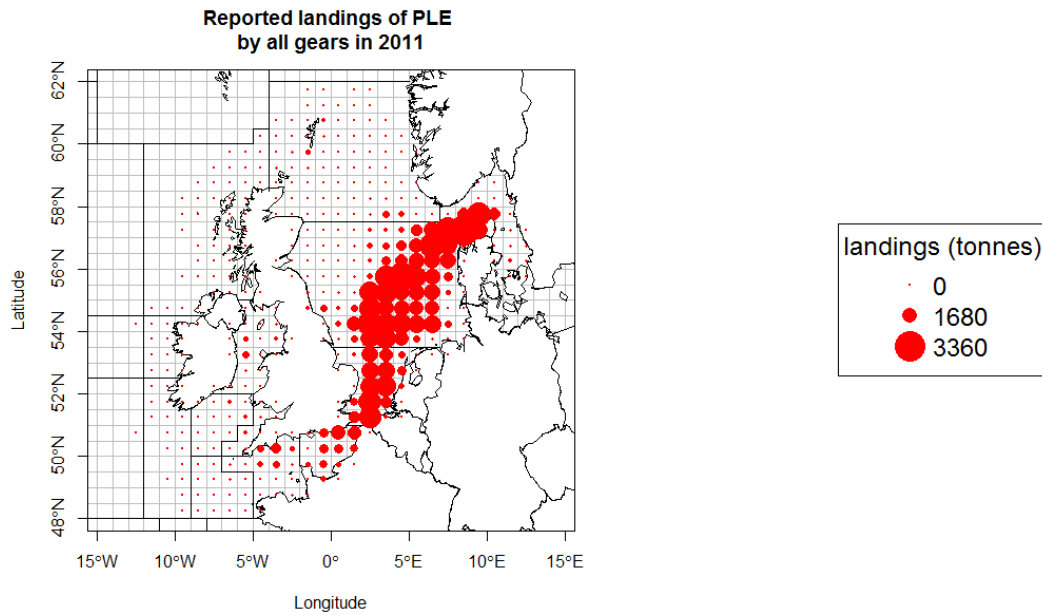 Reported landings of PLE
by all gears in 2011
62°N
60°N
58°N
56°N
54°N
52°N
50°N
48°N
Latitude
15°W
10°W
5°W
0°
5°E
10°E
15°E
Longitude
landings (tonnes)
0
1680
3360